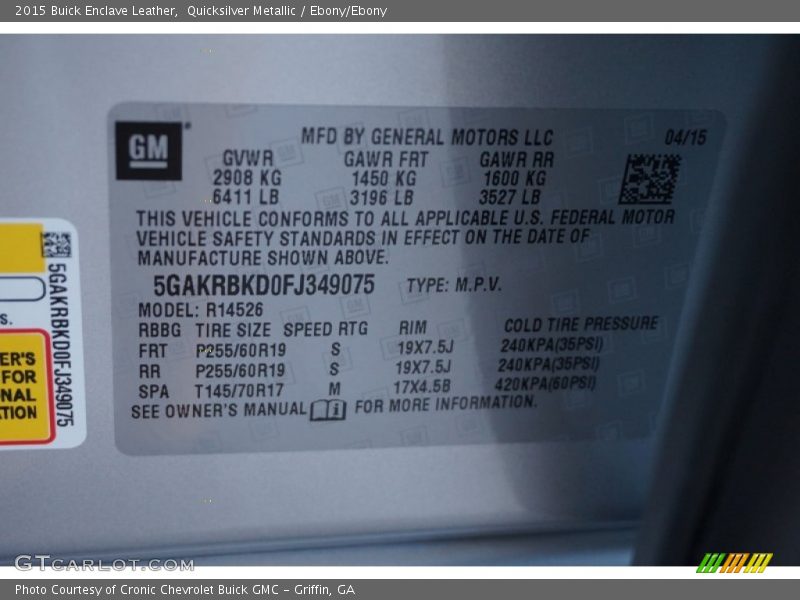 2015 Buick Enclave Leather,  Quicksilver Metallic / Ebony/Ebony
GM
MFD BY GENERAL MOTORS LLC 04/15
GVWR GAWR FRT GAWR RR
2908 KG 1450 KG 1600 KG
6411 LB 3196 LB 3527 LB
THIS VEHICLE CONFORMS TO ALL APPLICABLE U.S. FEDERAL MOTOR
VEHICLE SAFETY STANDARDS IN EFFECT ON THE DATE OF
MANUFACTURE SHOWN ABOVE.
5GAKRBKD0FJ349075 TYPE: M.P.V.
MODEL: R14526
RBBG TIRE SIZE SPEED RTG RIM COLD TIRE PRESSURE
FRT P255/60R19 S 19X7.5J 240KPA(35PSI)
RR P255/60R19 S 19X7.5J 240KPA(35PSI)
SPA T145/70R17 M 17X4.5B 420KPA(60PSI)
SEE OWNER'S MANUAL FOR MORE INFORMATION.
5GAKRBKD0FJ349075
S.
ER'S
FOR
NAL
TION
GTcarlot.com
Photo Courtesy of Cronic Chevrolet Buick GMC – Griffin, GA